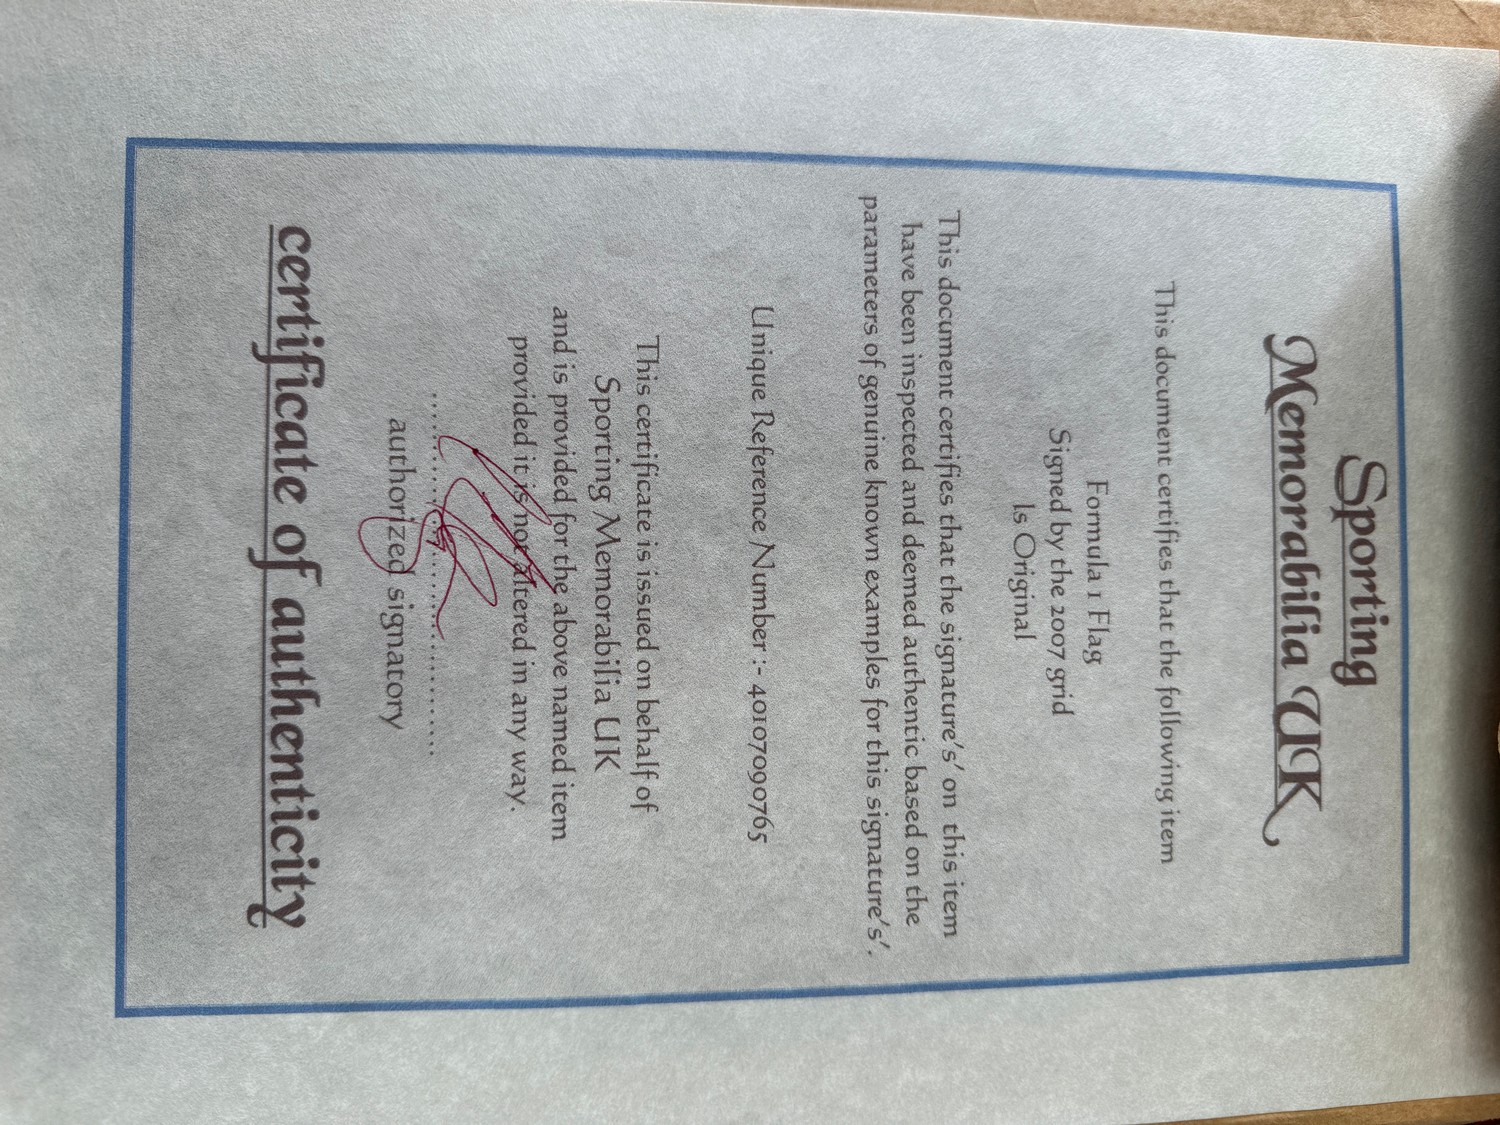 Sporting
Memorabilia UK
This document certifies that the following item
Formula 1 Flag
Signed by the 2007 grid
Is Original
This document certifies that the signature's' on this item
have been inspected and deemed authentic based on the
parameters of genuine known examples for this signature's'.
Unique Reference Number :- 40107090765
This certificate is issued on behalf of
Sporting Memorabilia UK
and is provided for the above named item
provided it is not altered in any way.
authorized signatory
certificate of authenticity